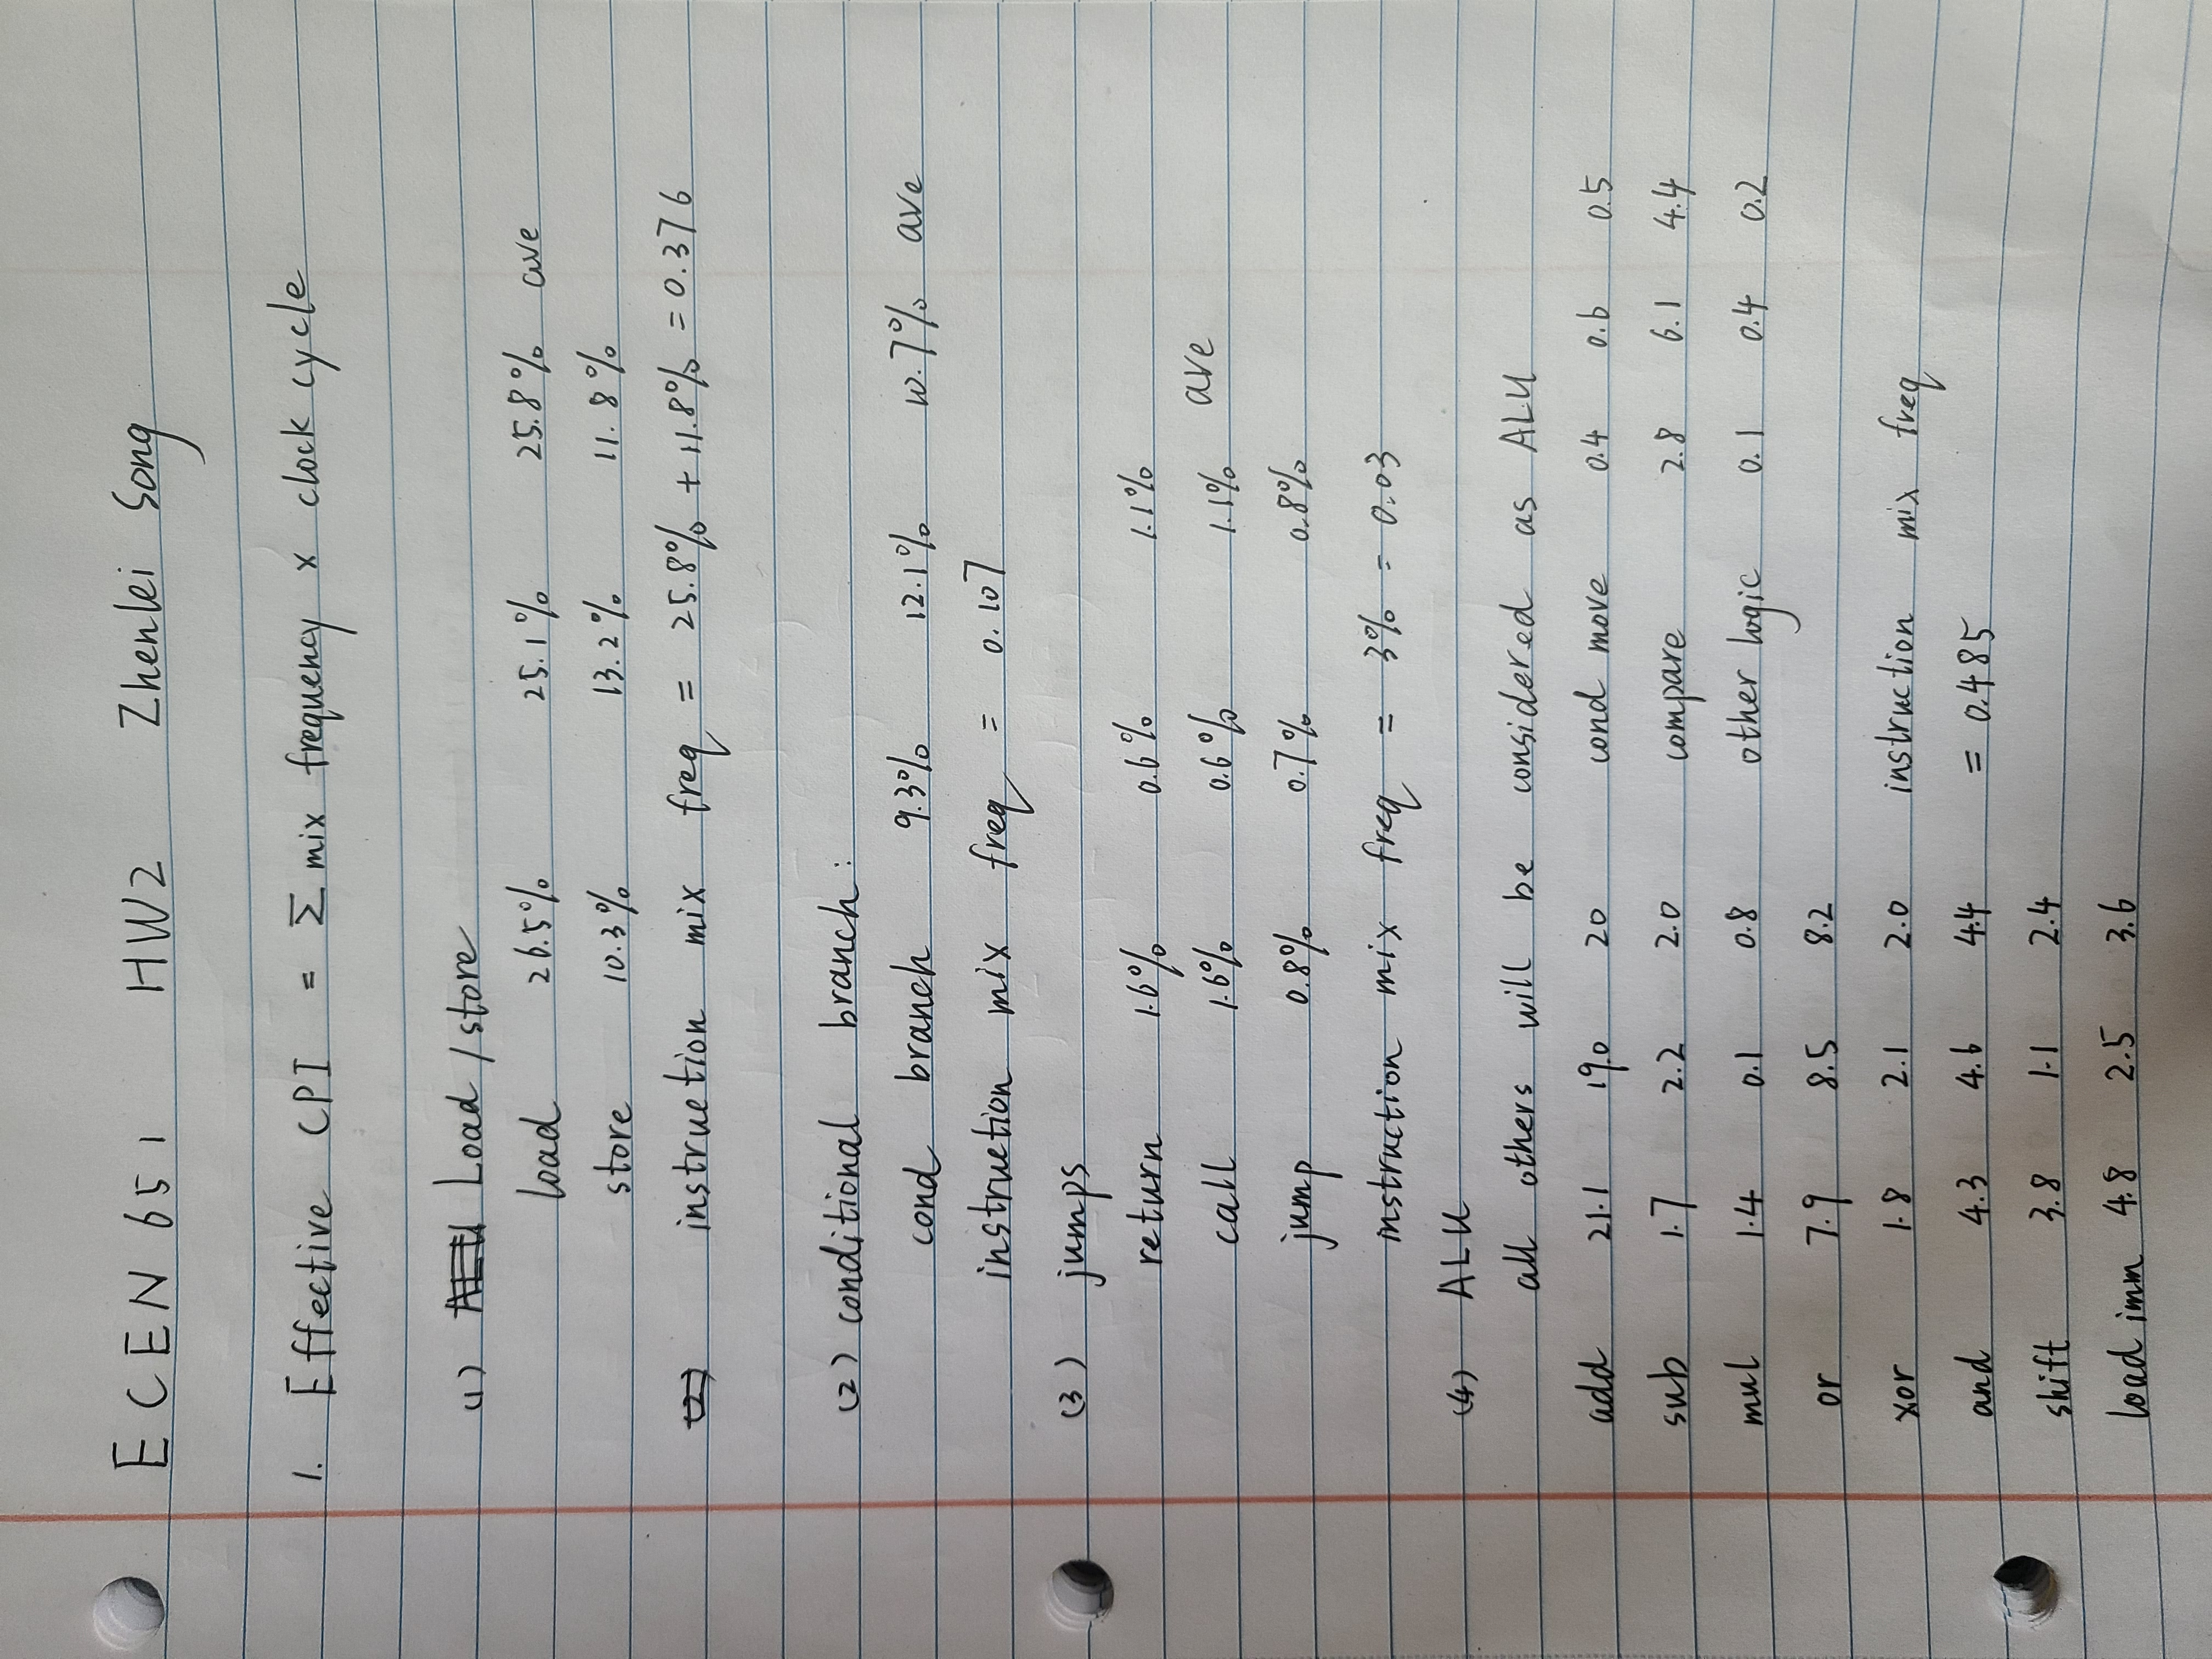 ECEN 651 HW2 Zhenlei Song
1. Effective CPI = Σ mix frequency × clock cycle
(1) ALU Load / store
load 26.5% 25.1% 25.8% ave
store 10.3% 13.2% 11.8%
(2) instruction mix freq = 25.8% + 11.8% = 0.376
(2) conditional branch:
cond branch 9.3% 12.1% 10.7% ave
instruction mix freq = 0.107
(3) jumps
return 1.6% 0.6% 1.1%
call 1.6% 0.6% 1.1% ave
jump 0.8% 0.7% 0.8%
instruction mix freq = 3% = 0.03
(4) ALU
all others will be considered as ALU
add 21.1 19.0 20 cond move 0.4 0.6 0.5
sub 1.7 2.2 2.0 compare 2.8 6.1 4.4
mul 1.4 0.1 0.8 other logic 0.1 0.4 0.2
or 7.9 8.5 8.2
xor 1.8 2.1 2.0 instruction mix freq
and 4.3 4.6 4.4 = 0.485
shift 3.8 1.1 2.4
load imm 4.8 2.5 3.6